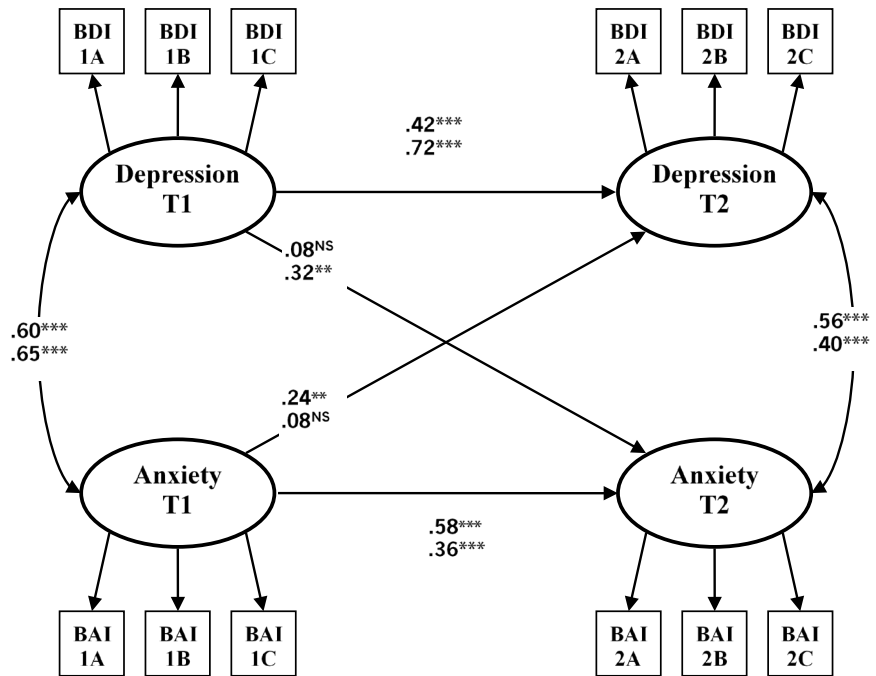 BDI
1A
BDI
1B
BDI
1C
BDI
2A
BDI
2B
BDI
2C
.42***
.72***
Depression
T1
Depression
T2
.08NS
.32**
.60***
.65***
.56***
.40***
.24**
.08NS
Anxiety
T1
Anxiety
T2
.58***
.36***
BAI
1A
BAI
1B
BAI
1C
BAI
2A
BAI
2B
BAI
2C